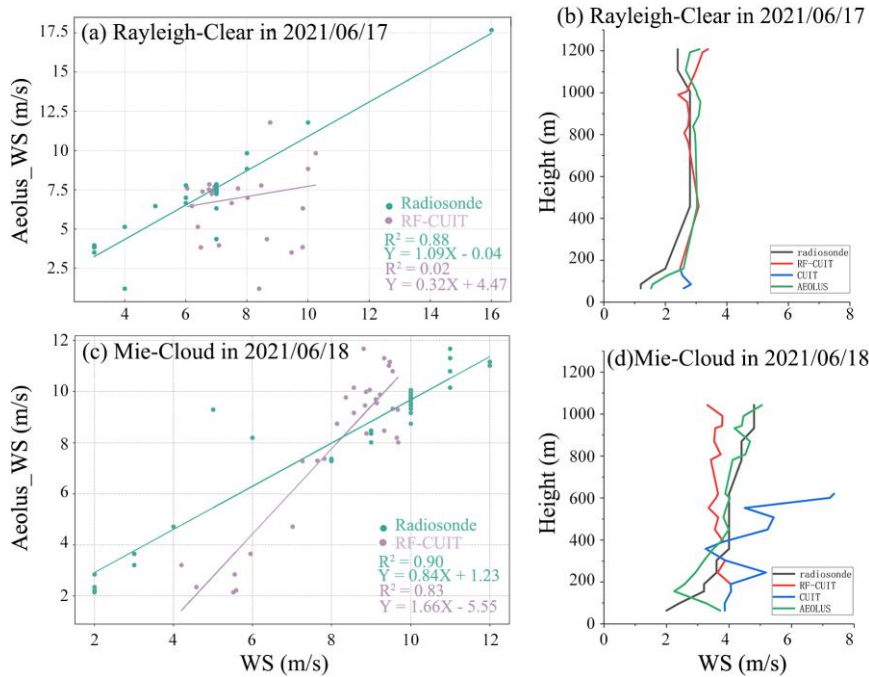 (a) Rayleigh-Clear in 2021/06/17
Aeolus_WS (m/s)
17.5
15.0
12.5
10.0
7.5
5.0
2.5
4
6
8
10
12
14
16
Radiosonde
RF-CUIT
R² = 0.88
Y = 1.09X - 0.04
R² = 0.02
Y = 0.32X + 4.47
(b) Rayleigh-Clear in 2021/06/17
Height (m)
1200
1000
800
600
400
200
0
0
2
4
6
8
radiosonde
RF-CUIT
CUIT
AEOLUS
(c) Mie-Cloud in 2021/06/18
Aeolus_WS (m/s)
12
10
8
6
4
2
2
4
6
8
10
12
WS (m/s)
Radiosonde
RF-CUIT
R² = 0.90
Y = 0.84X + 1.23
R² = 0.83
Y = 1.66X - 5.55
(d)Mie-Cloud in 2021/06/18
Height (m)
1200
1000
800
600
400
200
0
0
2
4
6
8
WS (m/s)
radiosonde
RF-CUIT
CUIT
AEOLUS